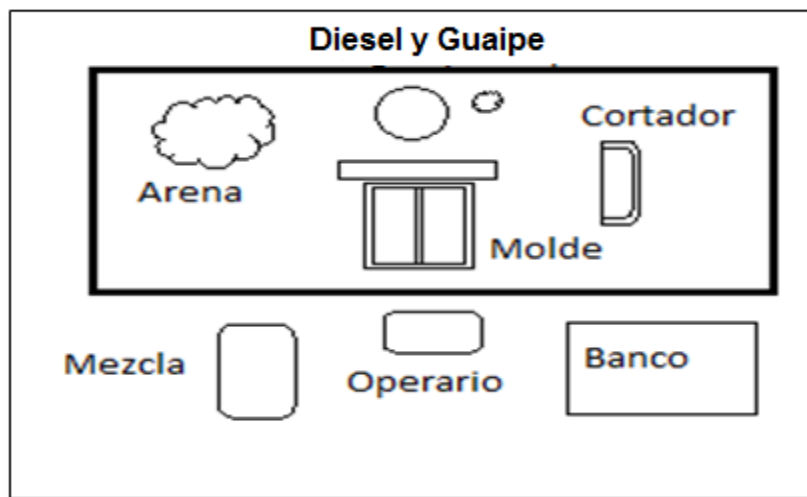 Diesel y Guaipe
Cortador
Arena
Molde
Mezcla
Operario
Banco